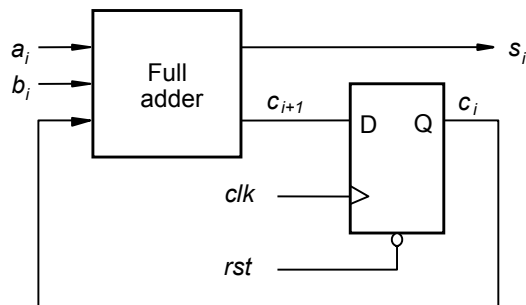 a_i
b_i
Full
adder
s_i
c_{i+1}
c_i
D
Q
clk
rst